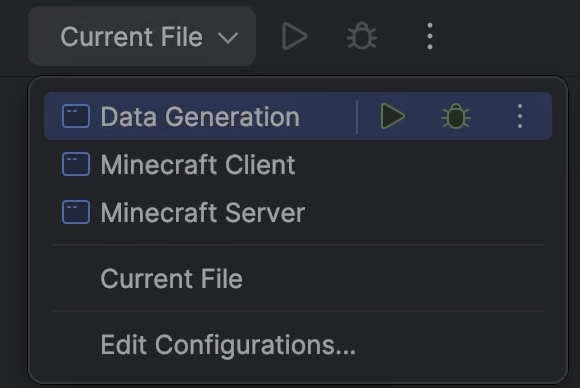 Current File
Data Generation
Minecraft Client
Minecraft Server
Current File
Edit Configurations...